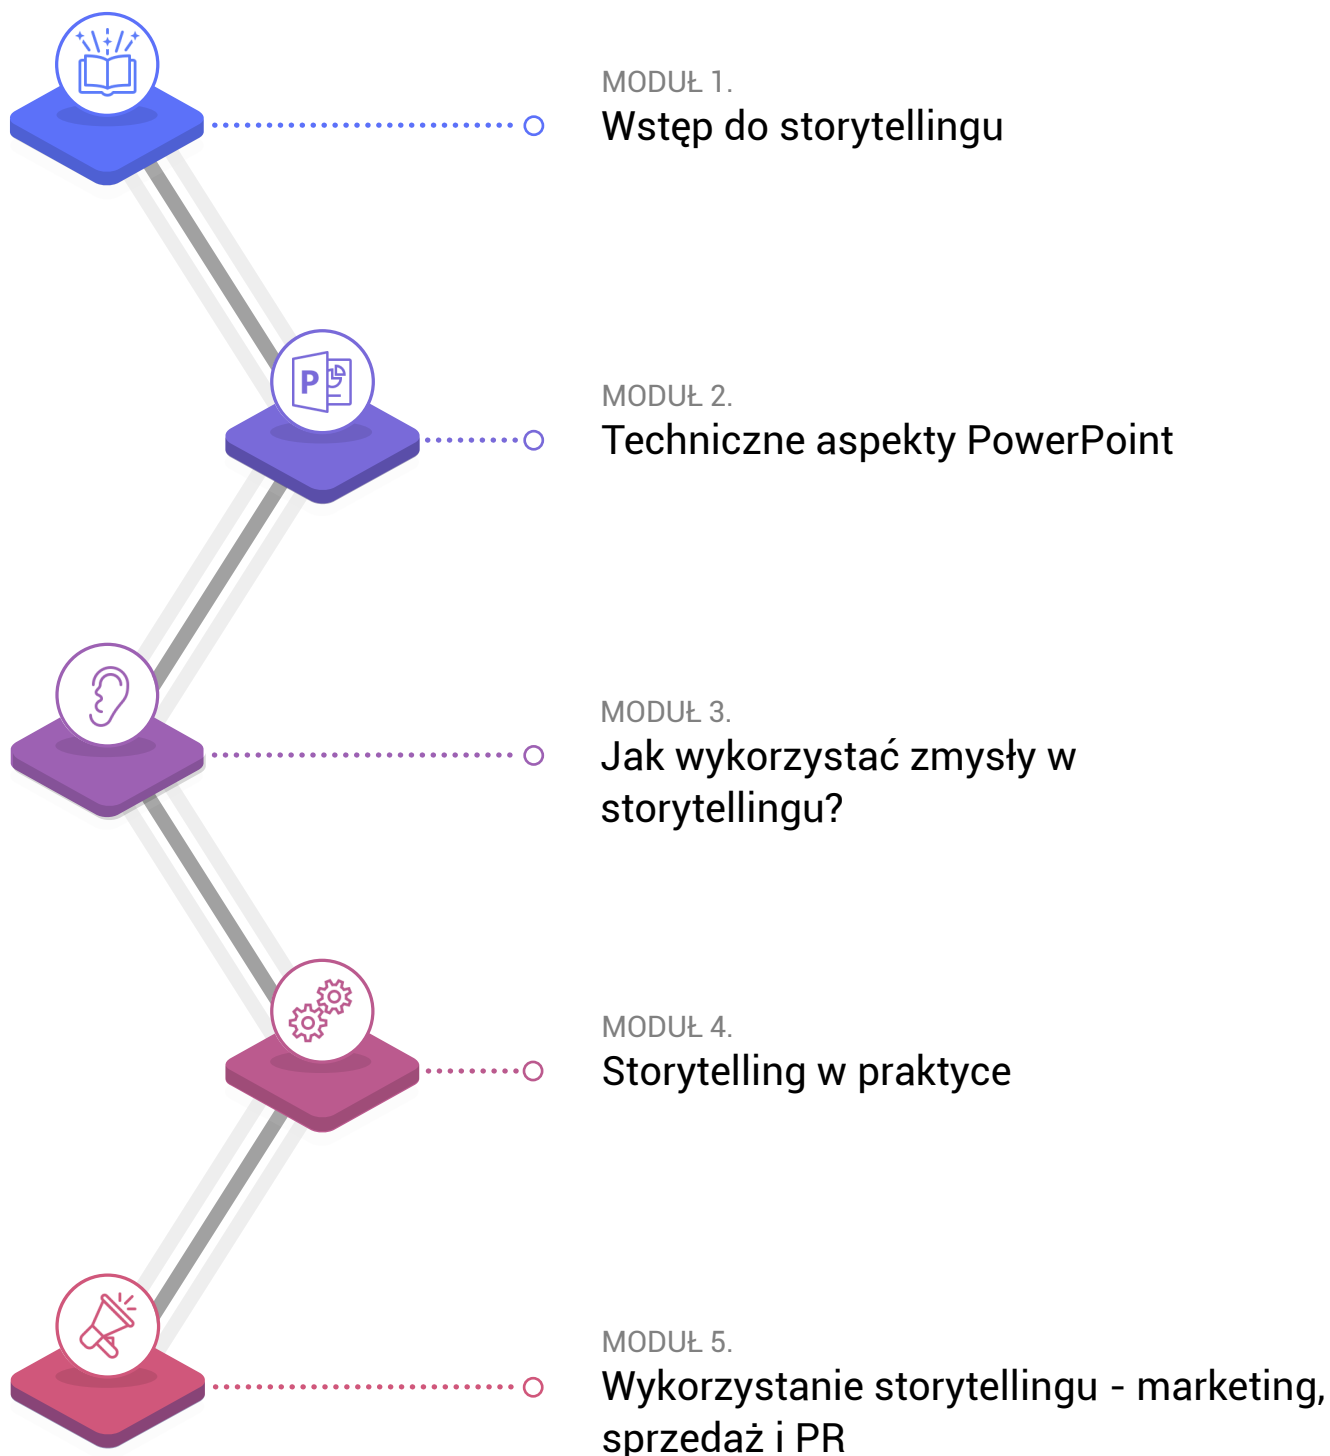 MODUŁ 1.
Wstęp do storytellingu
P
MODUŁ 2.
Techniczne aspekty PowerPoint
MODUŁ 3.
Jak wykorzystać zmysły w
storytellingu?
MODUŁ 4.
Storytelling w praktyce
MODUŁ 5.
Wykorzystanie storytellingu - marketing,
sprzedaż i PR